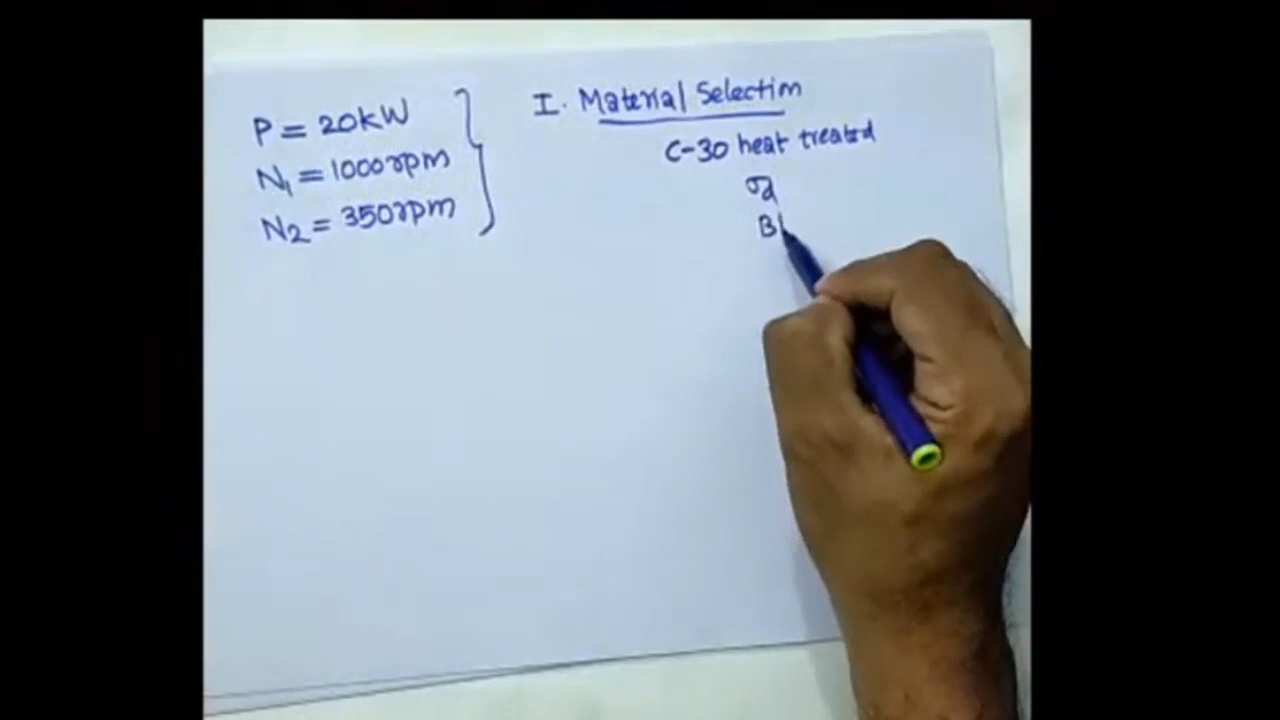 P = 20kW
N1 = 1000rpm
N2 = 350rpm
I. Material Selection
C-30 heat treated
σd
B